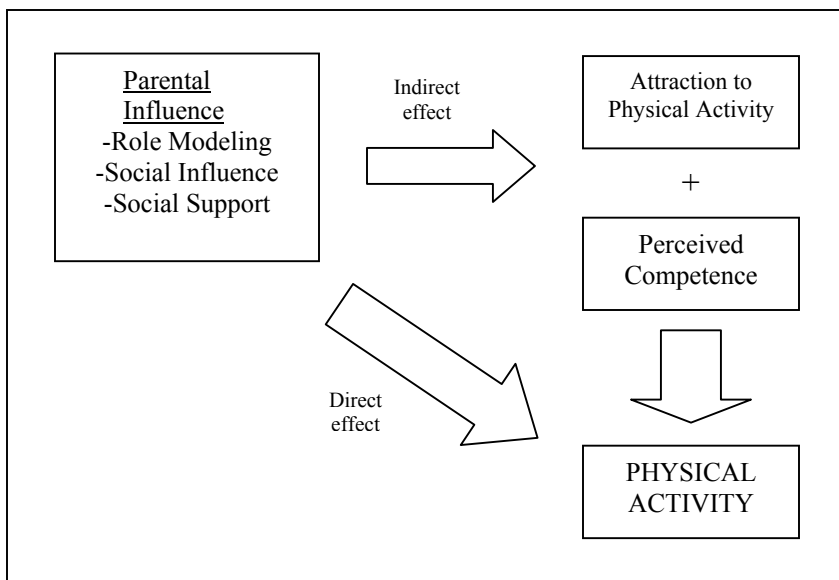 Parental
Influence
-Role Modeling
-Social Influence
-Social Support
Indirect
effect
Attraction to
Physical Activity
+
Perceived
Competence
Direct
effect
PHYSICAL
ACTIVITY